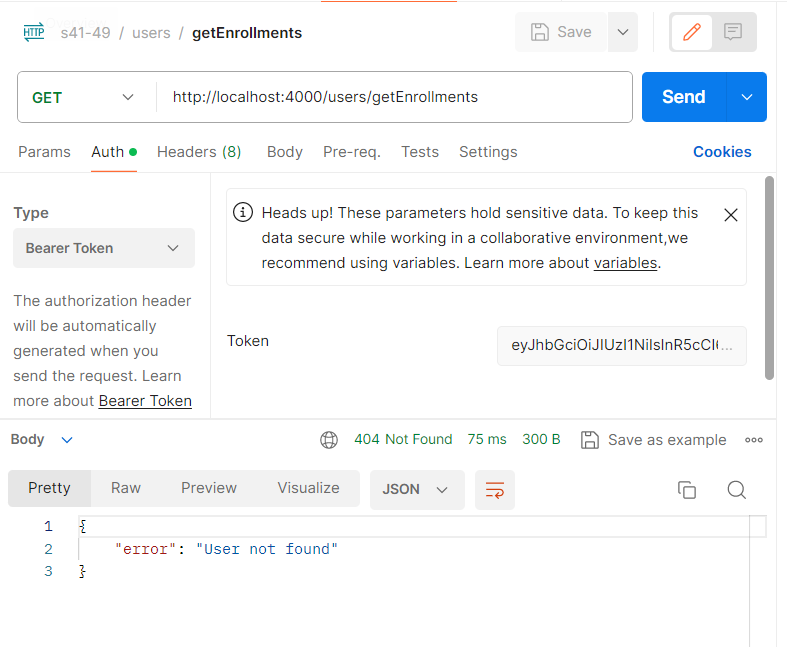 HTTP s41-49 / users / getEnrollments Save
GET http://localhost:4000/users/getEnrollments Send
Params Auth Headers (8) Body Pre-req. Tests Settings Cookies
Type
Bearer Token
The authorization header
will be automatically
generated when you
send the request. Learn
more about Bearer Token
Heads up! These parameters hold sensitive data. To keep this
data secure while working in a collaborative environment,we
recommend using variables. Learn more about variables.
Token eyJhbGciOiJIUzI1NiIsInR5cCI6...
Body 404 Not Found 75 ms 300 B Save as example
Pretty Raw Preview Visualize JSON
1 {
2 "error": "User not found"
3 }